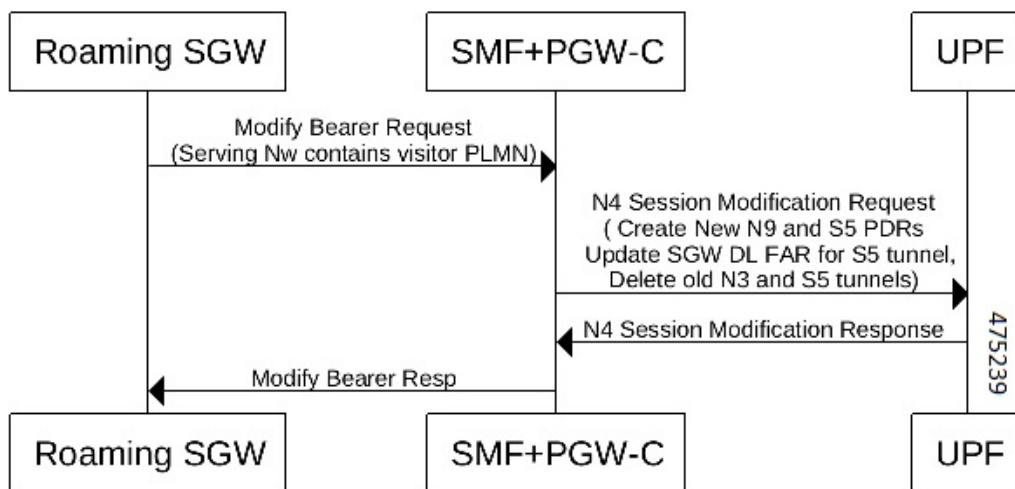 Roaming SGW
SMF+PGW-C
UPF
Modify Bearer Request
(Serving Nw contains visitor PLMN)
N4 Session Modification Request
( Create New N9 and S5 PDRs
Update SGW DL FAR for S5 tunnel,
Delete old N3 and S5 tunnels)
N4 Session Modification Response
475239
Modify Bearer Resp
Roaming SGW
SMF+PGW-C
UPF